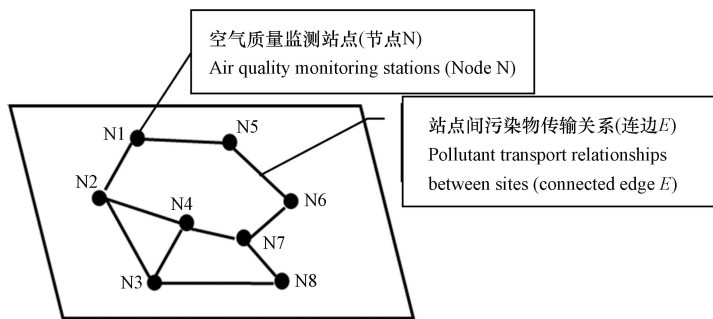 空气质量监测站点(节点N)
Air quality monitoring stations (Node N)
站点间污染物传输关系(连边E)
Pollutant transport relationships
between sites (connected edge E)
N1
N5
N2
N4
N6
N7
N3
N8